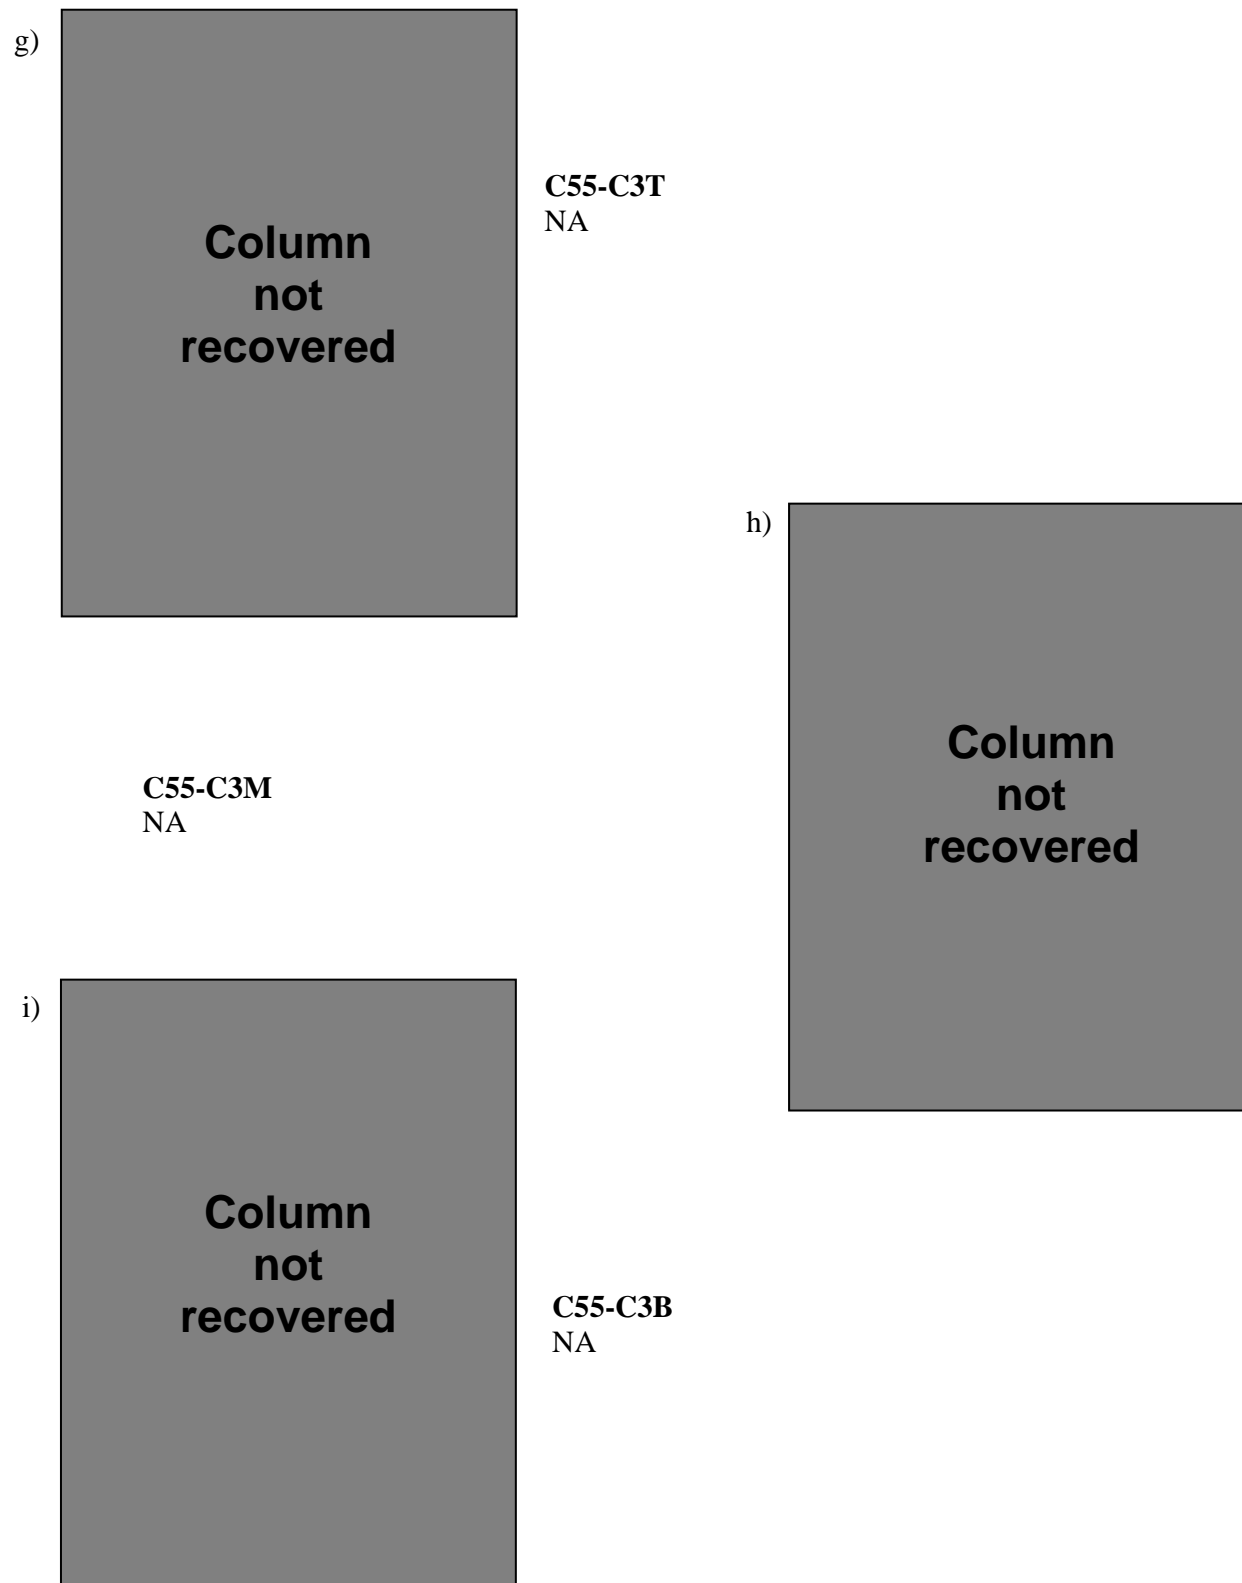 g)
Column
not
recovered
C55-C3T
NA
h)
Column
not
recovered
C55-C3M
NA
i)
Column
not
recovered
C55-C3B
NA